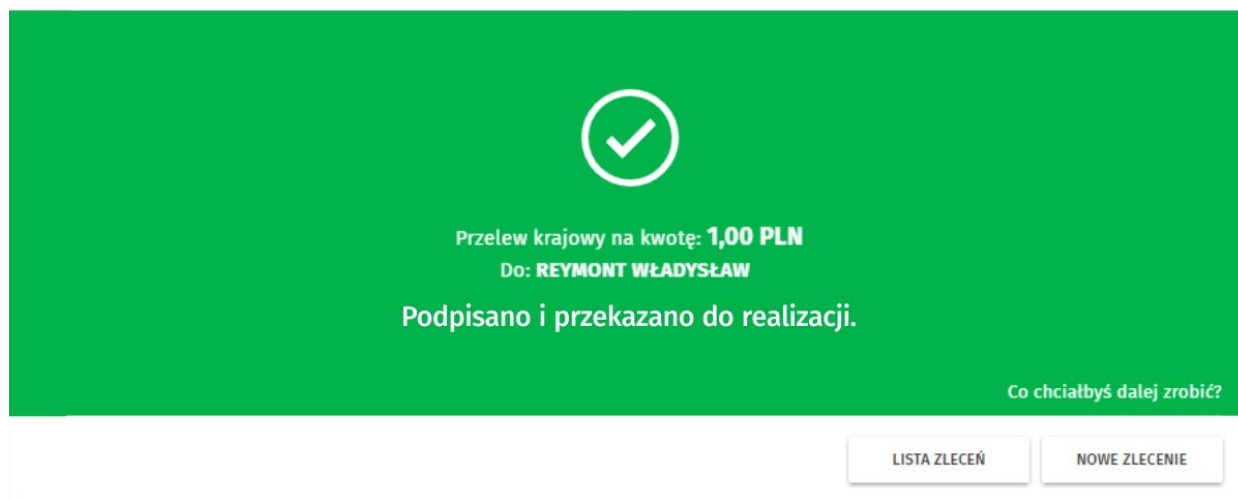 Przelew krajowy na kwotę: 1,00 PLN
Do: REYMONT WŁADYSŁAW
Podpisano i przekazano do realizacji.
Co chciałbyś dalej zrobić?
LISTA ZLECEŃ NOWE ZLECENIE